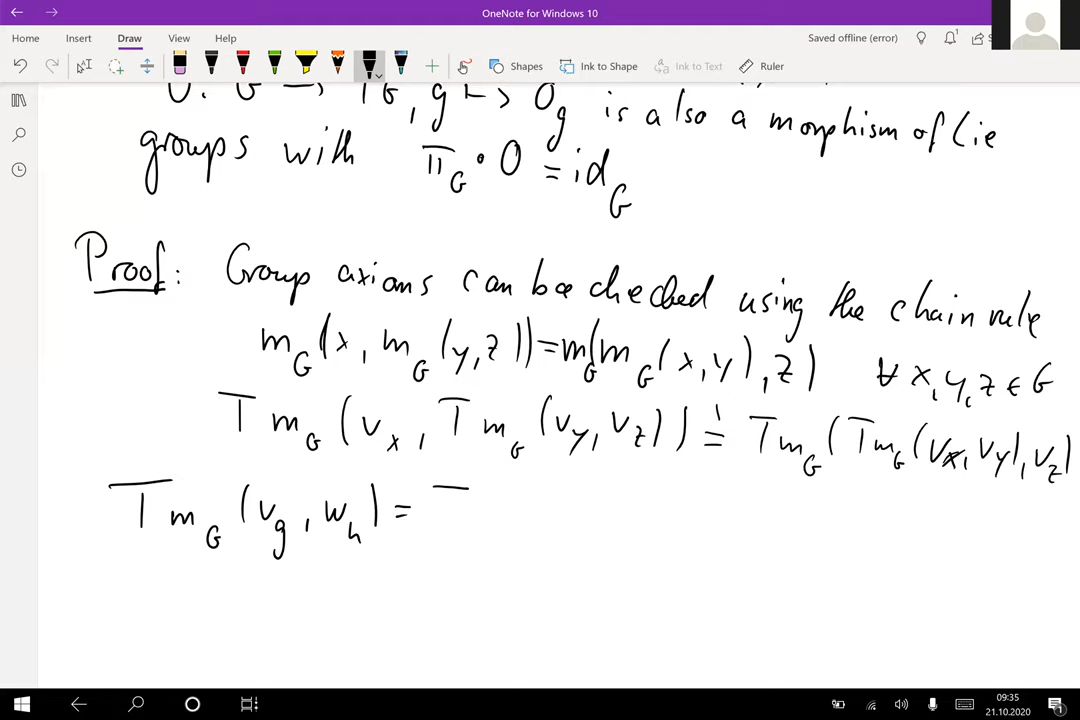 OneNote for Windows 10
Home Insert Draw View Help Saved offline (error)
Shapes Ink to Shape Ink to Text Ruler
0: G → TG, g ↦ 0_g is also a morphism of Lie
groups with π_G ∘ 0 = id_G
Proof: Group axioms can be checked using the chain rule
m_G(x, m_G(y,z)) = m_G(m_G(x,y),z) ∀ x,y,z ∈ G
Tm_G(v_x, Tm_G(v_y, v_z)) =! Tm_G(Tm_G(v_x, v_y), v_z)
Tm_G(v_g, w_h) =
09:35
21.10.2020